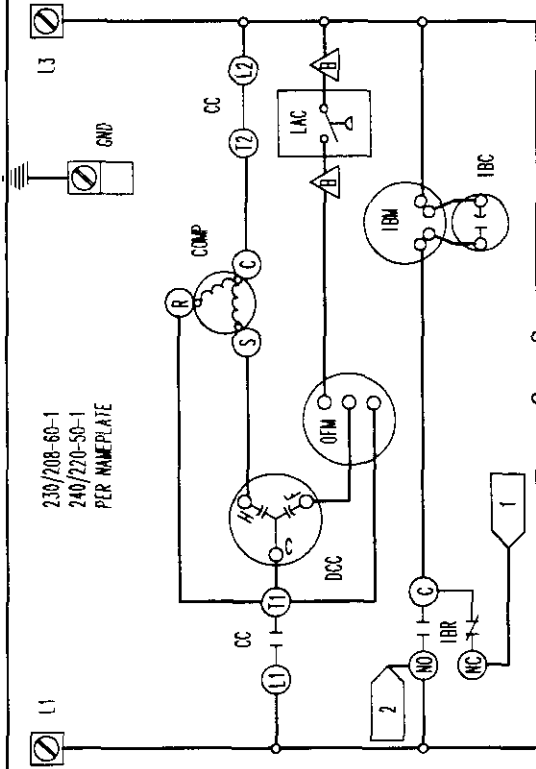 L1
230/208-60-1
240/220-50-1
PER NAMEPLATE
GND
L3
R
COMP
CC
CC
L1
T1
C
H
F
DCC
S
C
T2
L2
OFM
B
LAC
B
2
NO
IBR
C
NC
1
IBM
IBC